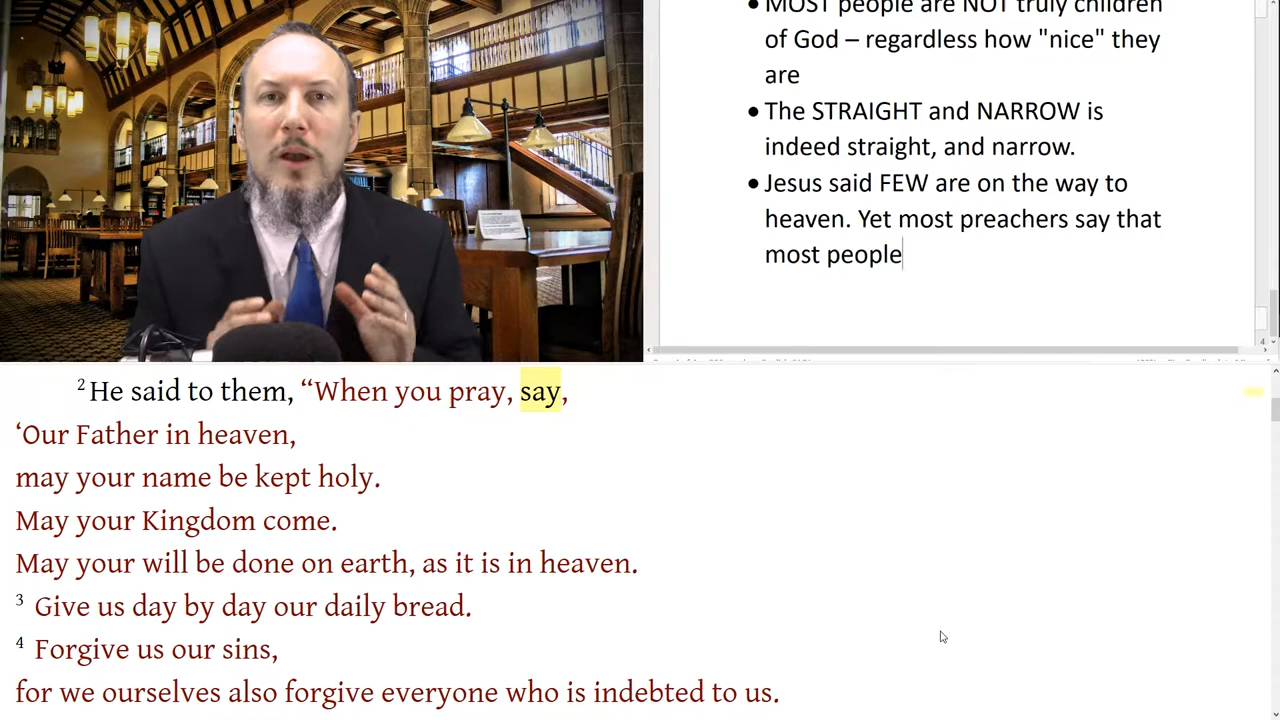 • MOST people are NOT truly children
of God – regardless how "nice" they
are
• The STRAIGHT and NARROW is
indeed straight, and narrow.
• Jesus said FEW are on the way to
heaven. Yet most preachers say that
most people
2 He said to them, “When you pray, say,
‘Our Father in heaven,
may your name be kept holy.
May your Kingdom come.
May your will be done on earth, as it is in heaven.
3 Give us day by day our daily bread.
4 Forgive us our sins,
for we ourselves also forgive everyone who is indebted to us.